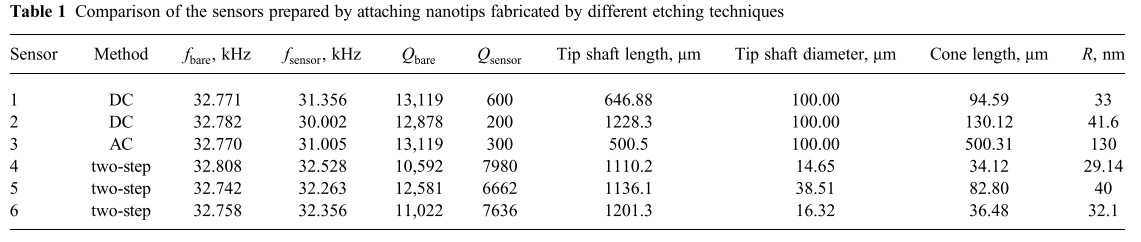 Table 1 Comparison of the sensors prepared by attaching nanotips fabricated by different etching techniques
Sensor Method fbare, kHz fsensor, kHz Qbare Qsensor Tip shaft length, μm Tip shaft diameter, μm Cone length, μm R, nm
1 DC 32.771 31.356 13,119 600 646.88 100.00 94.59 33
2 DC 32.782 30.002 12,878 200 1228.3 100.00 130.12 41.6
3 AC 32.770 31.005 13,119 300 500.5 100.00 500.31 130
4 two-step 32.808 32.528 10,592 7980 1110.2 14.65 34.12 29.14
5 two-step 32.742 32.263 12,581 6662 1136.1 38.51 82.80 40
6 two-step 32.758 32.356 11,022 7636 1201.3 16.32 36.48 32.1